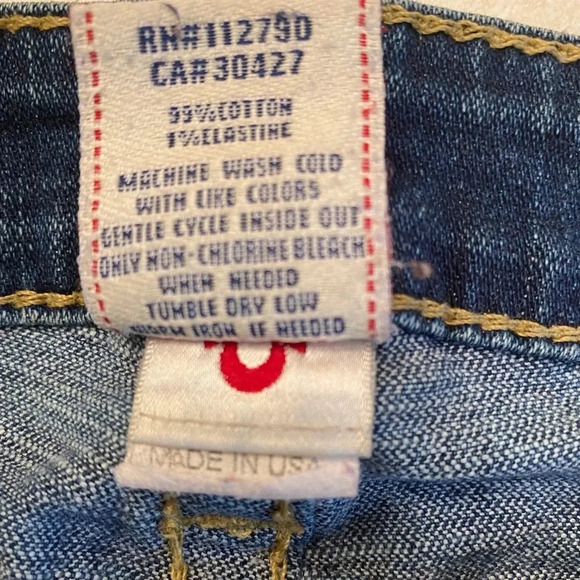 RN#112790
CA#30427
99%COTTON
1%ELASTINE
MACHINE WASH COLD
WITH LIKE COLORS
GENTLE CYCLE INSIDE OUT
ONLY NON-CHLORINE BLEACH
WHEN NEEDED
TUMBLE DRY LOW
WORM IRON IF NEEDED
MADE IN USA